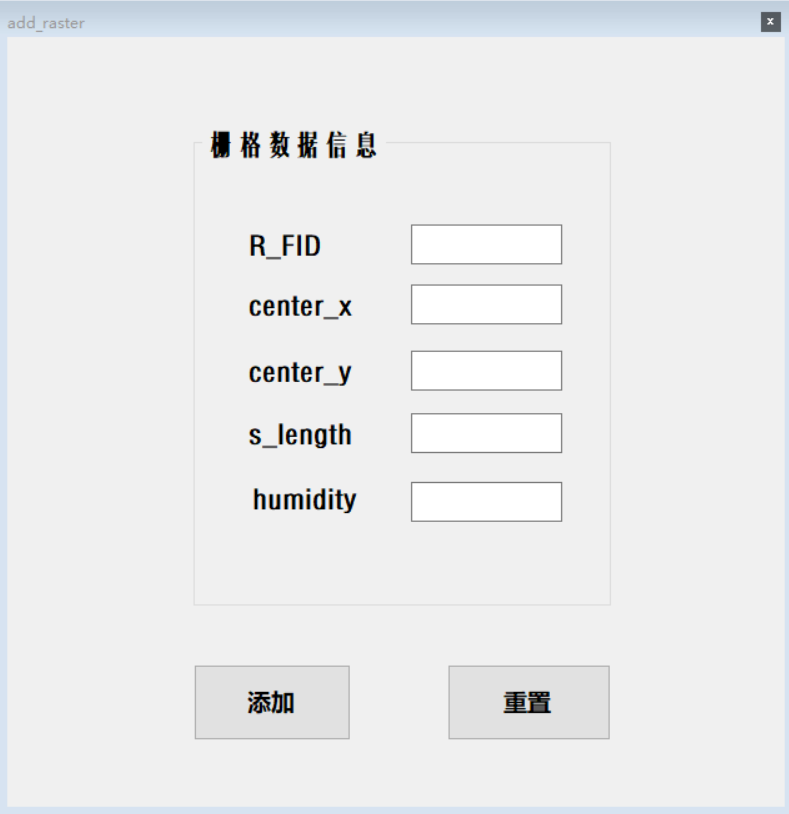 add_raster
栅格数据信息
R_FID
center_x
center_y
s_length
humidity
添加 重置